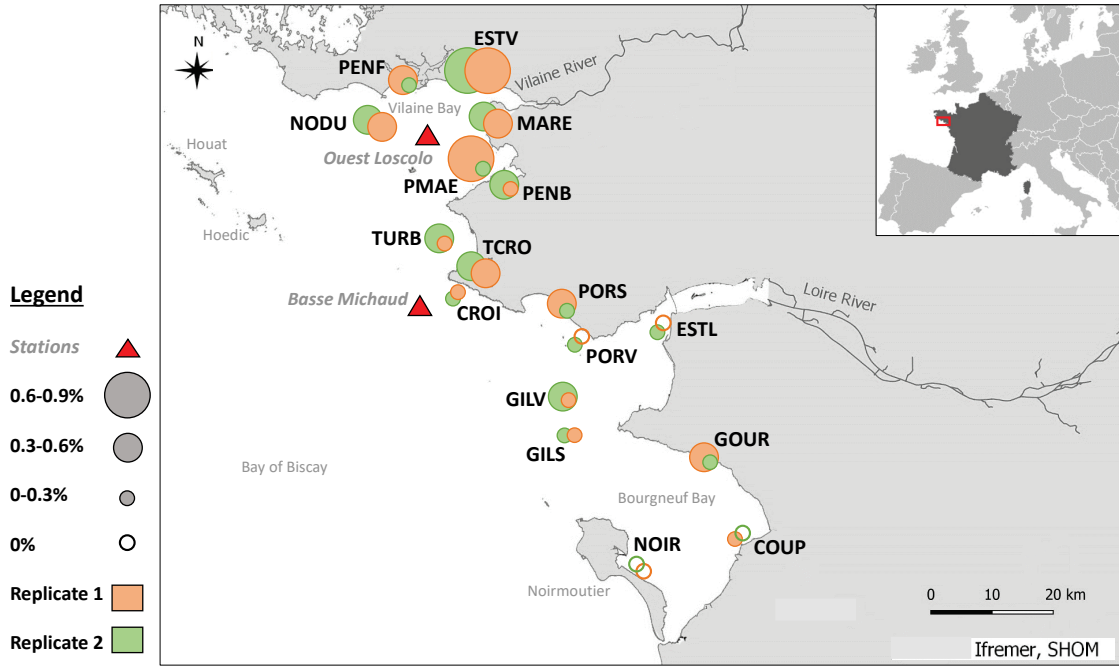 N
ESTV
PENF
Vilaine River
Vilaine Bay
NODU
MARE
Houat
Ouest Loscolo
PMAE
PENB
Hoedic
TURB
TCRO
Basse Michaud
CROI
PORS
Loire River
ESTL
PORV
GILV
GILS
GOUR
Bay of Biscay
Bourgneuf Bay
NOIR
COUP
Noirmoutier
0 10 20 km
Ifremer, SHOM
Legend
Stations
0.6-0.9%
0.3-0.6%
0-0.3%
0%
Replicate 1
Replicate 2